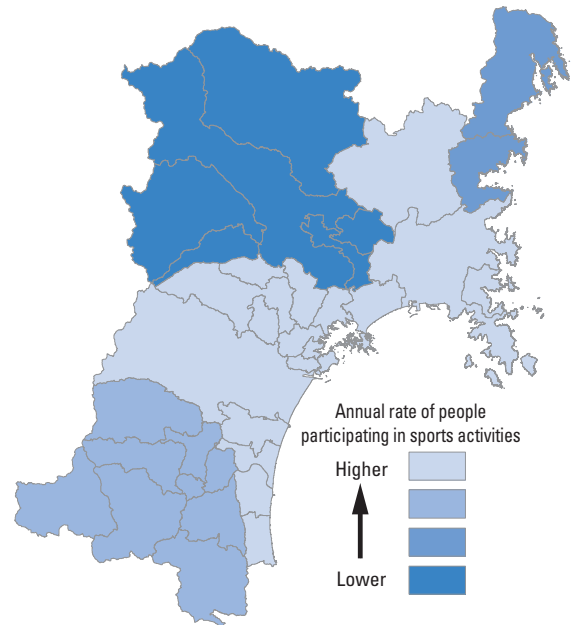 Annual rate of people
participating in sports activities
Higher
Lower